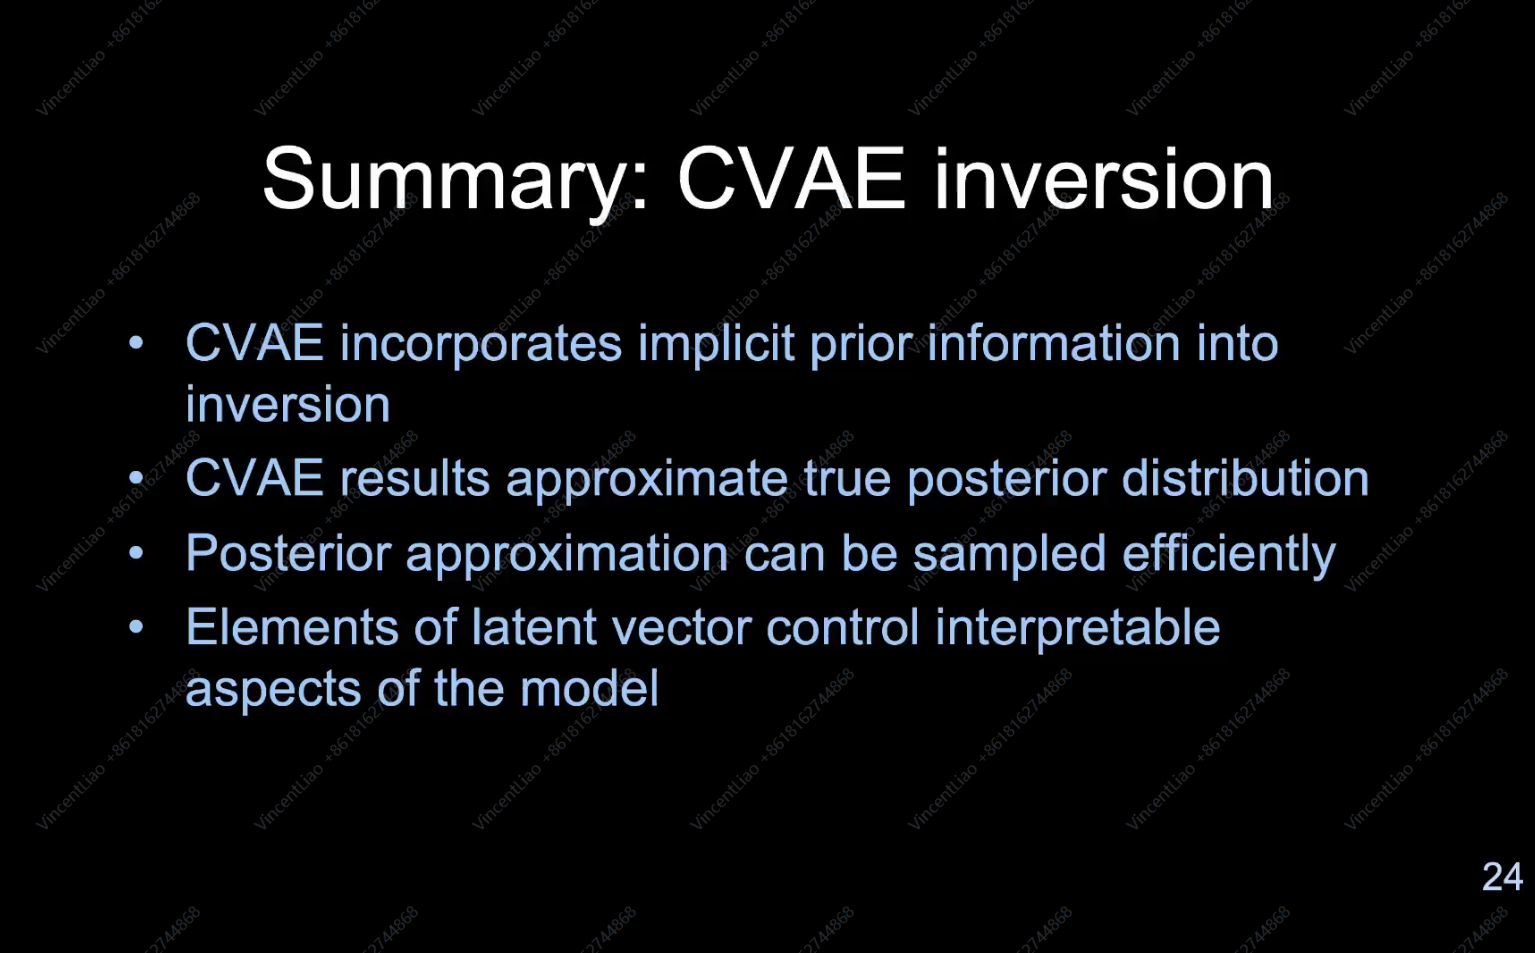 Summary: CVAE inversion
• CVAE incorporates implicit prior information into
inversion
• CVAE results approximate true posterior distribution
• Posterior approximation can be sampled efficiently
• Elements of latent vector control interpretable
aspects of the model
24
VincentLiao +8618162744868